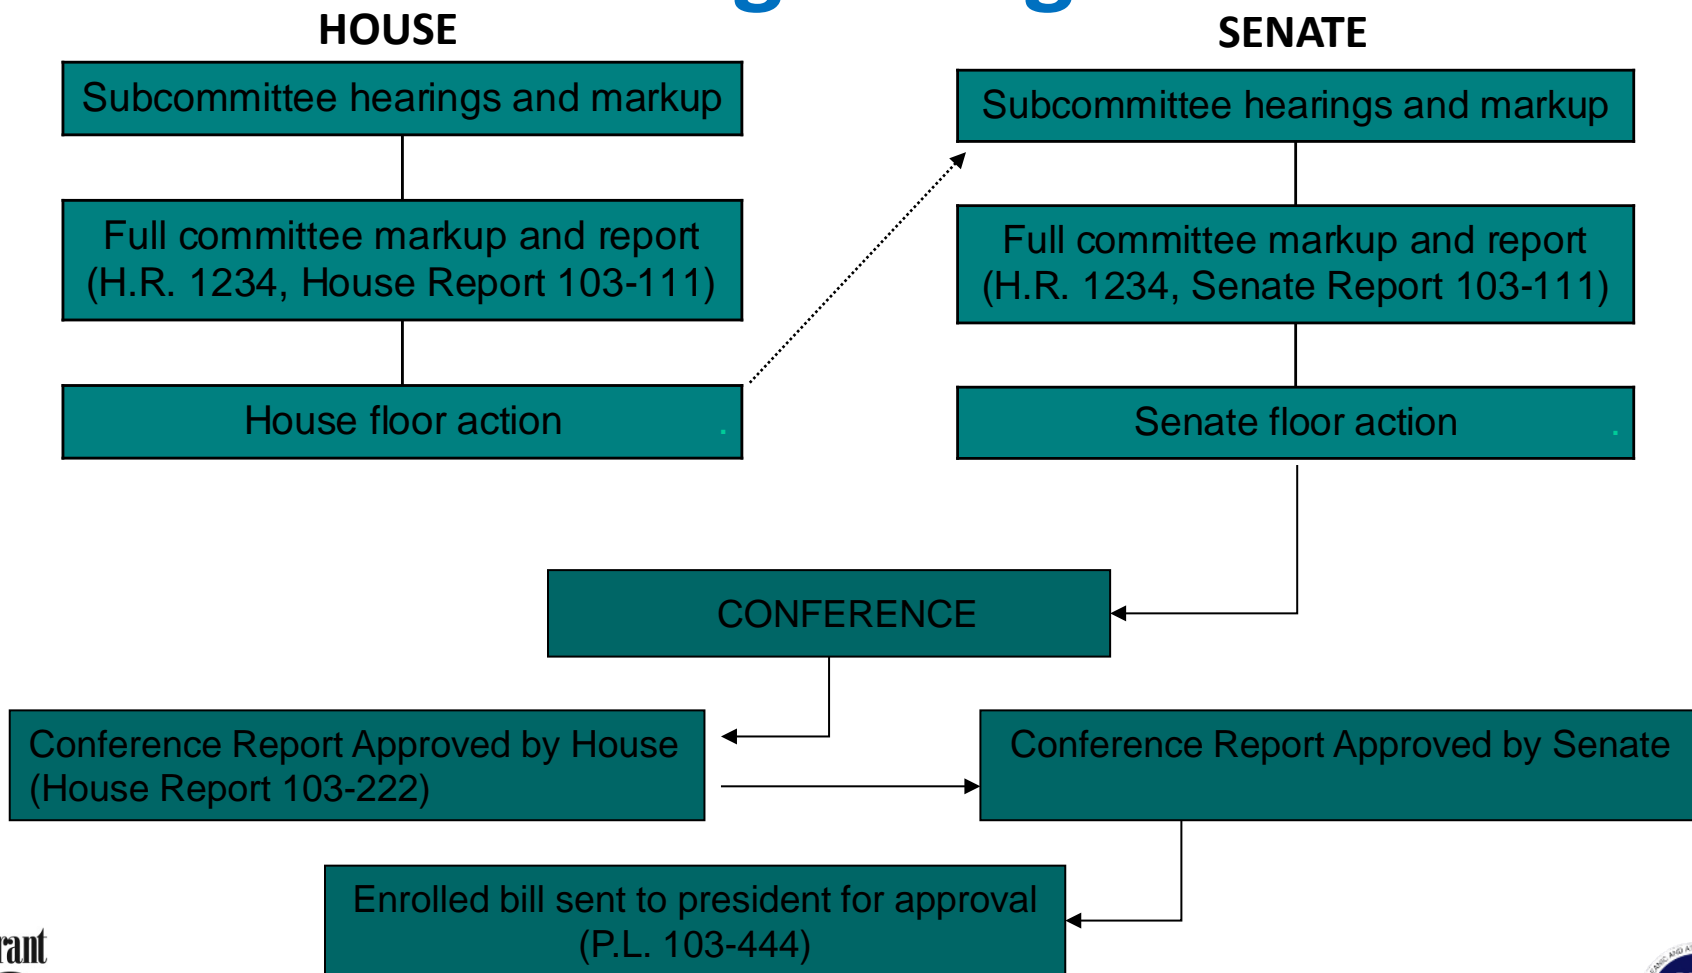 HOUSE
Subcommittee hearings and markup
Full committee markup and report
(H.R. 1234, House Report 103-111)
House floor action .
SENATE
Subcommittee hearings and markup
Full committee markup and report
(H.R. 1234, Senate Report 103-111)
Senate floor action .
CONFERENCE
Conference Report Approved by House
(House Report 103-222)
Conference Report Approved by Senate
Enrolled bill sent to president for approval
(P.L. 103-444)